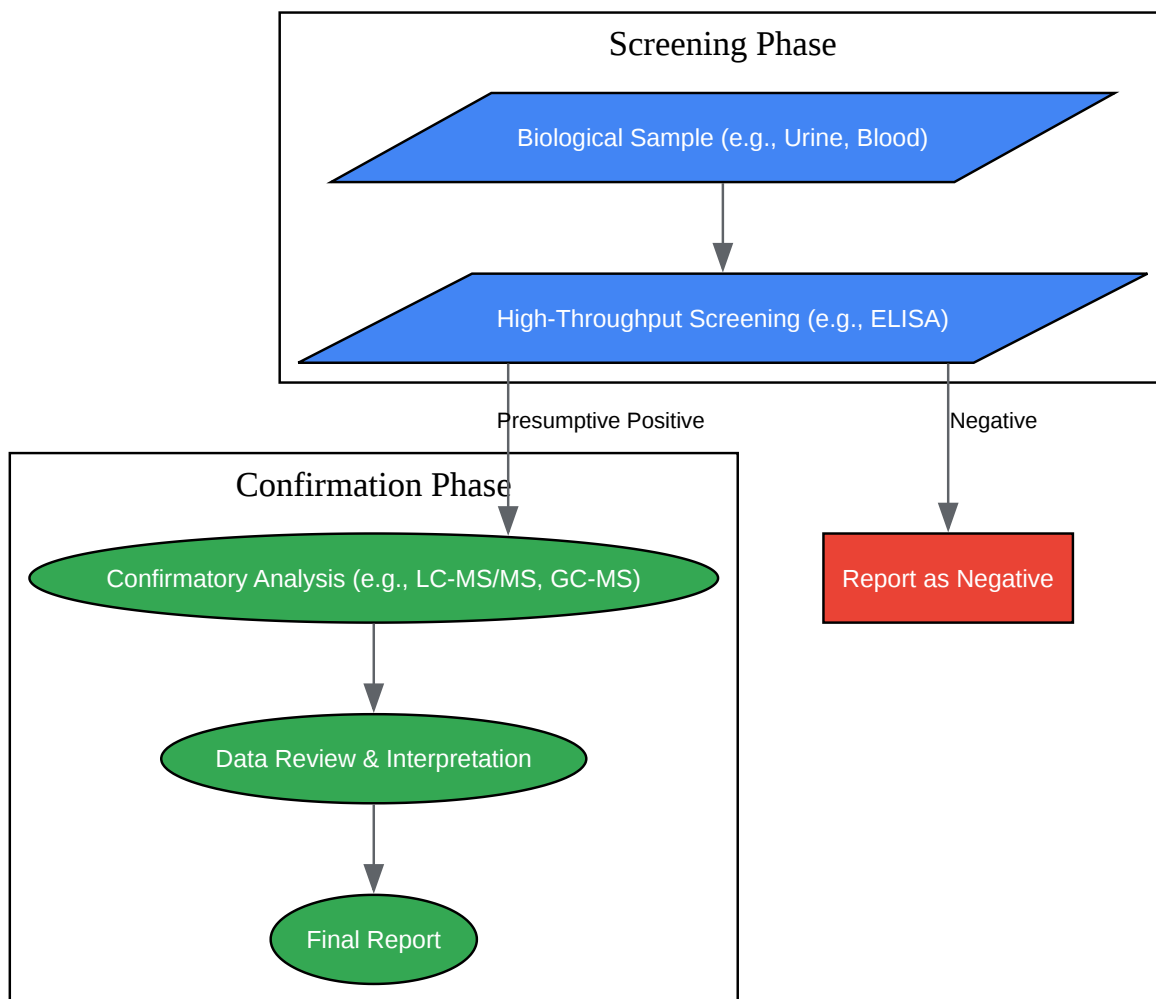 Screening Phase
Biological Sample (e.g., Urine, Blood)
High-Throughput Screening (e.g., ELISA)
Presumptive Positive
Negative
Confirmation Phase
Confirmatory Analysis (e.g., LC-MS/MS, GC-MS)
Report as Negative
Data Review & Interpretation
Final Report